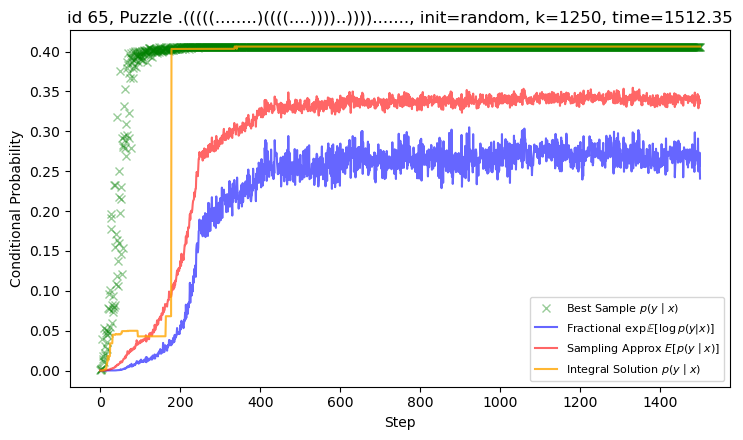 id 65, Puzzle .(((((........)((((....))))..))))......., init=random, k=1250, time=1512.35
0.40
0.35
0.30
0.25
0.20
0.15
0.10
0.05
0.00
Conditional Probability
Best Sample p(y | x)
Fractional exp𝔼[log p(y|x)]
Sampling Approx E[p(y | x)]
Integral Solution p(y | x)
0 200 400 600 800 1000 1200 1400
Step